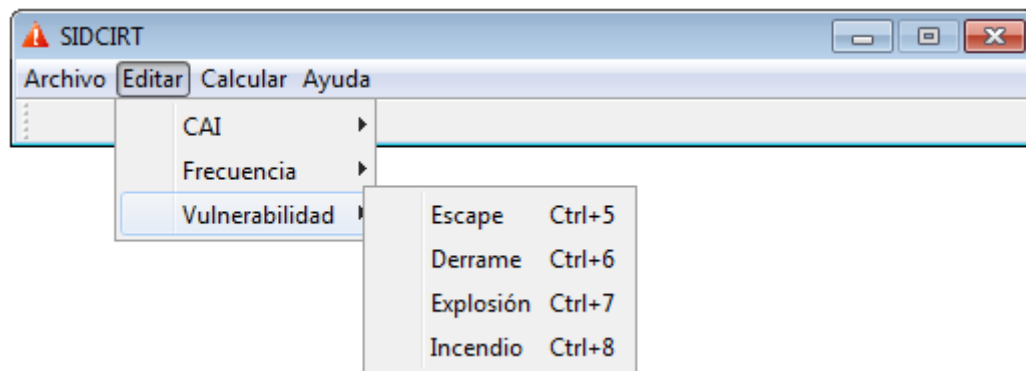 SIDCIRT
Archivo Editar Calcular Ayuda
CAI
Frecuencia
Vulnerabilidad
Escape Ctrl+5
Derrame Ctrl+6
Explosión Ctrl+7
Incendio Ctrl+8